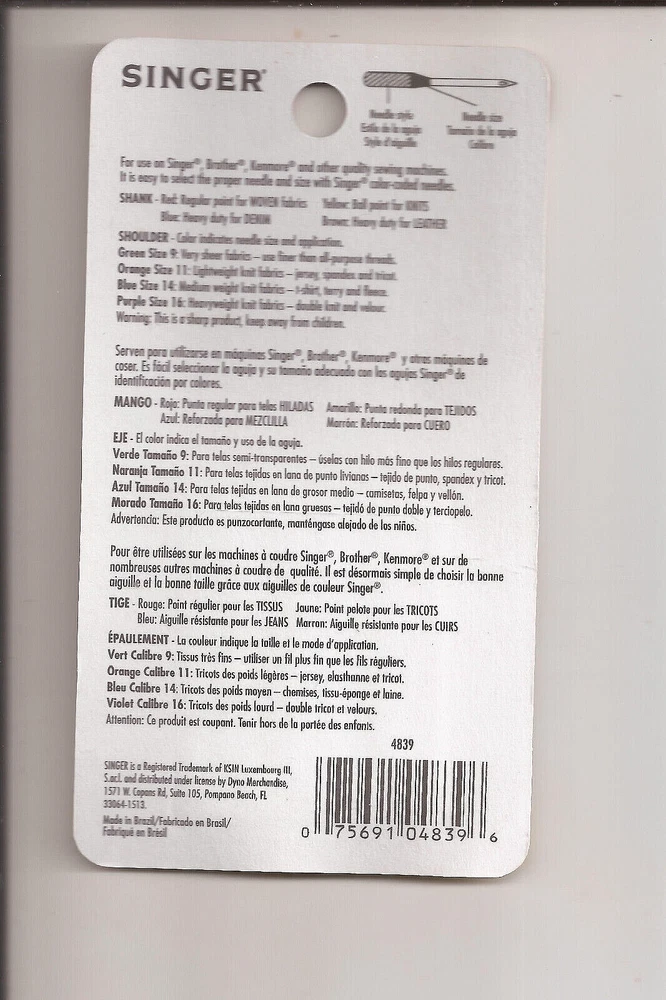 SINGER®
Needle style
Estilo de la aguja
Style d'aiguille
Needle size
Tamaño de la aguja
Calibre
For use on Singer®, Brother®, Kenmore® and other quality sewing machines.
It is easy to select the proper needle and size with Singer® color-coded needles.
SHANK - Red: Regular point for WOVEN fabrics Yellow: Ball point for KNITS
Blue: Heavy duty for DENIM Brown: Heavy duty for LEATHER
SHOULDER - Color indicates needle size and application.
Green Size 9: Very sheer fabrics – use finer than all-purpose threads.
Orange Size 11: Lightweight knit fabrics – jersey, spandex and tricot.
Blue Size 14: Medium weight knit fabrics – t-shirt, terry and fleece.
Purple Size 16: Heavyweight knit fabrics – double knit and velour.
Warning: This is a sharp product, keep away from children.
Serven para utilizarse en máquinas Singer®, Brother®, Kenmore® y otras máquinas de
coser. Es fácil seleccionar la aguja y su tamaño adecuado con las agujas Singer® de
identificación por colores.
MANGO - Rojo: Punta regular para telas HILADAS Amarillo: Punta redonda para TEJIDOS
Azul: Reforzada para MEZCLILLA Marrón: Reforzada para CUERO
EJE - El color indica el tamaño y uso de la aguja.
Verde Tamaño 9: Para telas semi-transparentes – úselas con hilo más fino que los hilos regulares.
Naranja Tamaño 11: Para telas tejidas en lana de punto livianas – tejido de punto, spandex y tricot.
Azul Tamaño 14: Para telas tejidas en lana de grosor medio – camisetas, felpa y vellón.
Morado Tamaño 16: Para telas tejidas en lana gruesas – tejidó de punto doble y terciopelo.
Advertencia: Este producto es punzocortante, manténgase alejado de los niños.
Pour être utilisées sur les machines à coudre Singer®, Brother®, Kenmore® et sur de
nombreuses autres machines à coudre de qualité. Il est désormais simple de choisir la bonne
aiguille et la bonne taille grâce aux aiguilles de couleur Singer®.
TIGE - Rouge: Point régulier pour les TISSUS Jaune: Point pelote pour les TRICOTS
Bleu: Aiguille résistante pour les JEANS Marron: Aiguille résistante pour les CUIRS
ÉPAULEMENT - La couleur indique la taille et le mode d'application.
Vert Calibre 9: Tissus très fins – utiliser un fil plus fin que les fils réguliers.
Orange Calibre 11: Tricots des poids légères – jersey, elasthanne et tricot.
Bleu Calibre 14: Tricots des poids moyen – chemises, tissu-éponge et laine.
Violet Calibre 16: Tricots des poids lourd – double tricot et velours.
Attention: Ce produit est coupant. Tenir hors de la portée des enfants.
4839
SINGER is a Registered Trademark of KSIN Luxembourg III,
S.ar.l. and distributed under license by Dyno Merchandise,
1571 W. Copans Rd, Suite 105, Pompano Beach, FL
33064-1513.
Made in Brazil/Fabricado en Brasil/
Fabriqué en Brésil
0 75691 04839 6